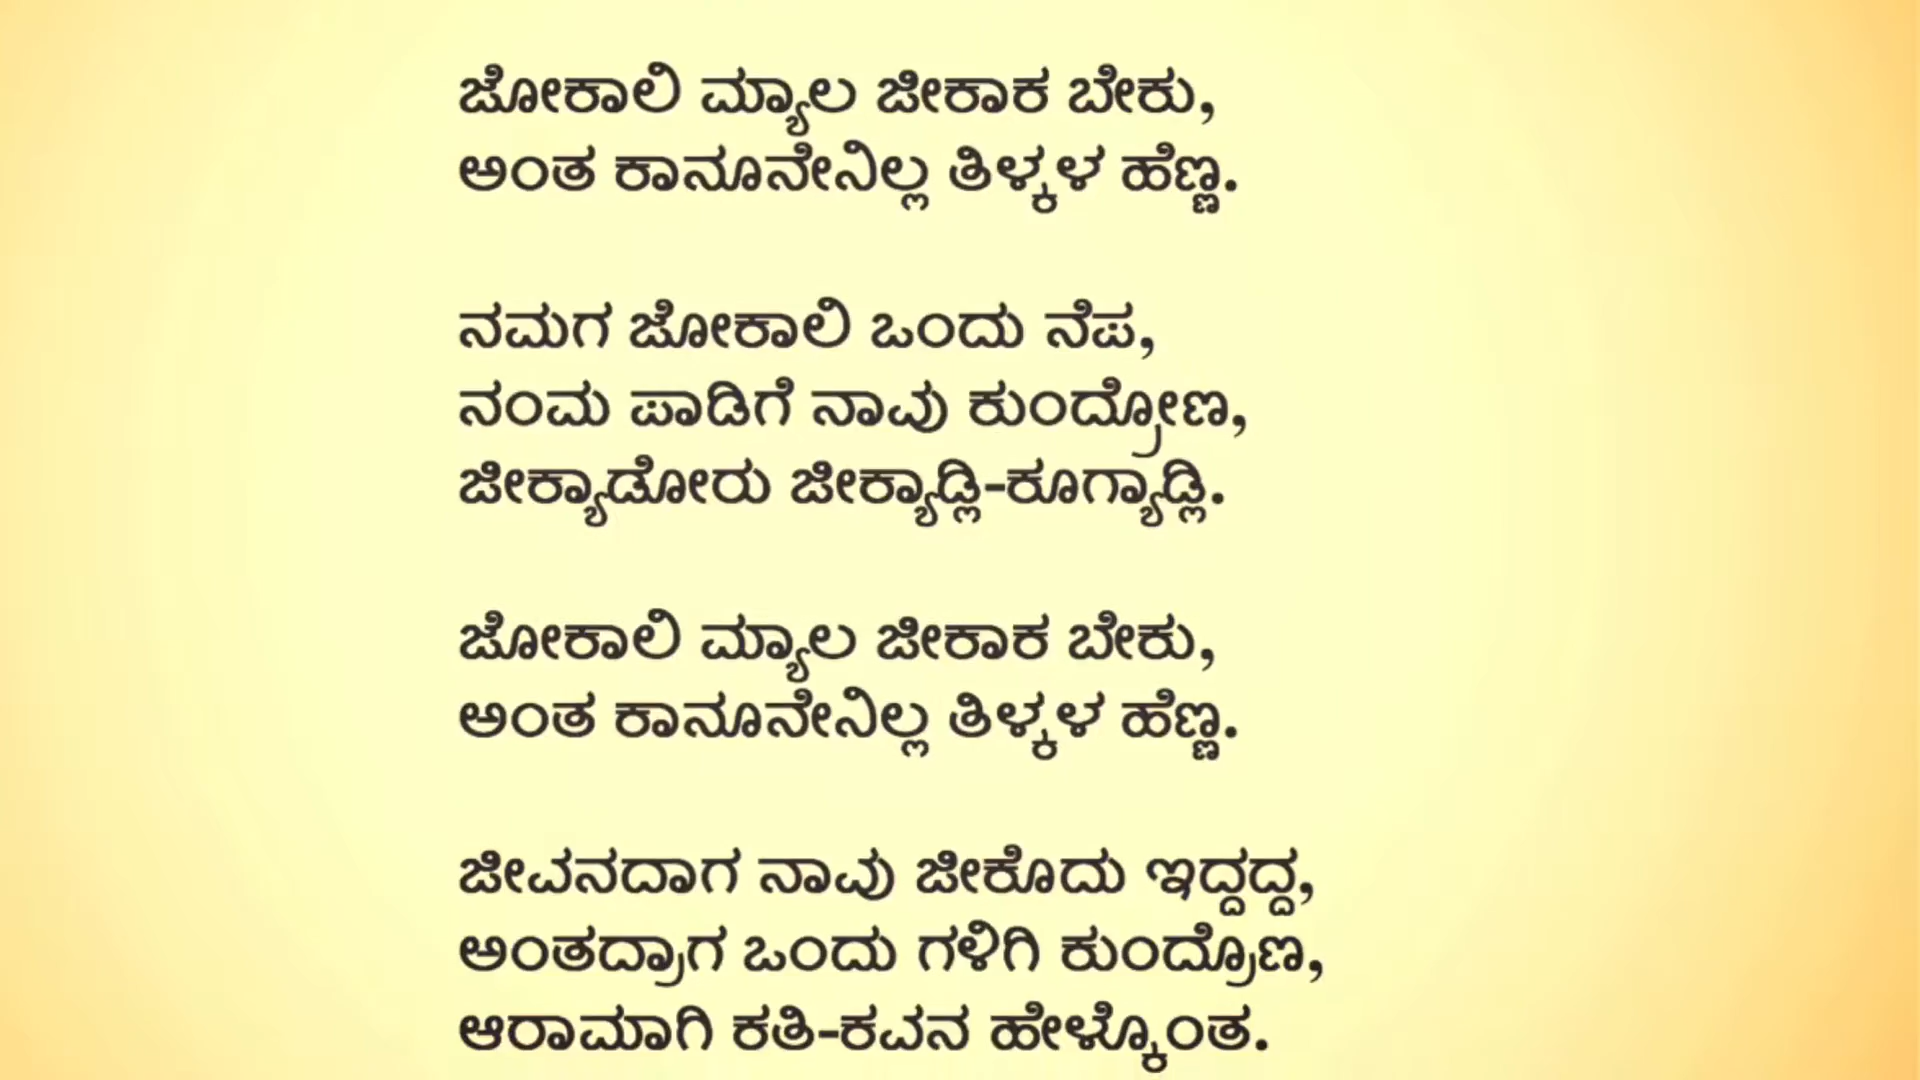 ಜೋಕಾಲಿ ಮ್ಯಾಲ ಜೀಕಾಕ ಬೇಕು,
ಅಂತ ಕಾನೂನೇನಿಲ್ಲ ತಿಳ್ಕಳ ಹೆಣ್ಣ.
ನಮಗ ಜೋಕಾಲಿ ಒಂದು ನೆಪ,
ನಂಮ ಪಾಡಿಗೆ ನಾವು ಕುಂದ್ರೋಣ,
ಜೀಕ್ಯಾಡೋರು ಜೀಕ್ಯಾಡ್ಲಿ-ಕೂಗ್ಯಾಡ್ಲಿ.
ಜೋಕಾಲಿ ಮ್ಯಾಲ ಜೀಕಾಕ ಬೇಕು,
ಅಂತ ಕಾನೂನೇನಿಲ್ಲ ತಿಳ್ಕಳ ಹೆಣ್ಣ.
ಜೀವನದಾಗ ನಾವು ಜೀಕೊದು ಇದ್ದದ್ದ,
ಅಂತದ್ರಾಗ ಒಂದು ಗಳಿಗಿ ಕುಂದ್ರೊಣ,
ಆರಾಮಾಗಿ ಕತಿ-ಕವನ ಹೇಳ್ಕೊಂತ.